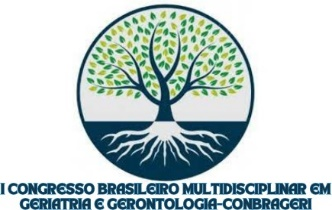 I CONGRESSO BRASILEIRO MULTIDISCIPLINAR EM
GERIATRIA E GERONTOLOGIA-CONBRAGERI